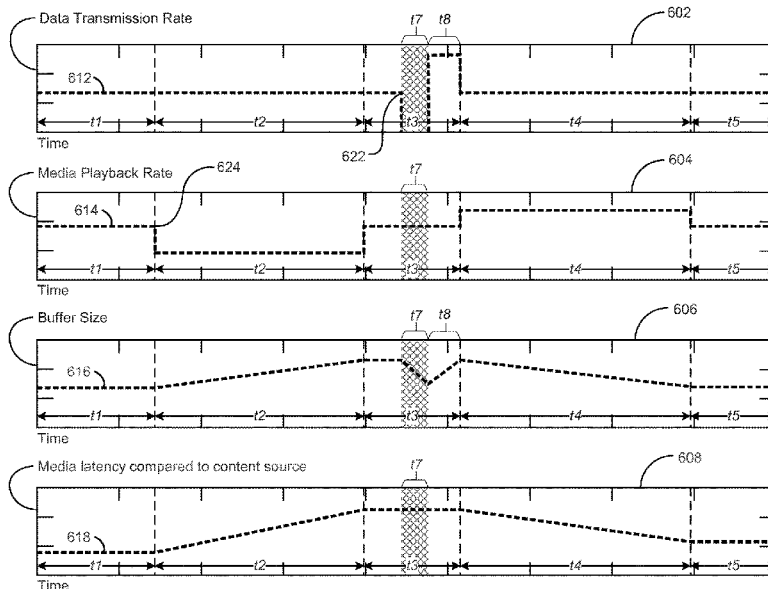 t7 t8
Data Transmission Rate 602
612
t1 t2 t3 t4 t5
Time
622
t7
624
Media Playback Rate 604
614
t1 t2 t3 t4 t5
Time
t7 t8
Buffer Size 606
616
t1 t2 t3 t4 t5
Time
Media latency compared to content source t7 608
618
t1 t2 t3 t4 t5
Time